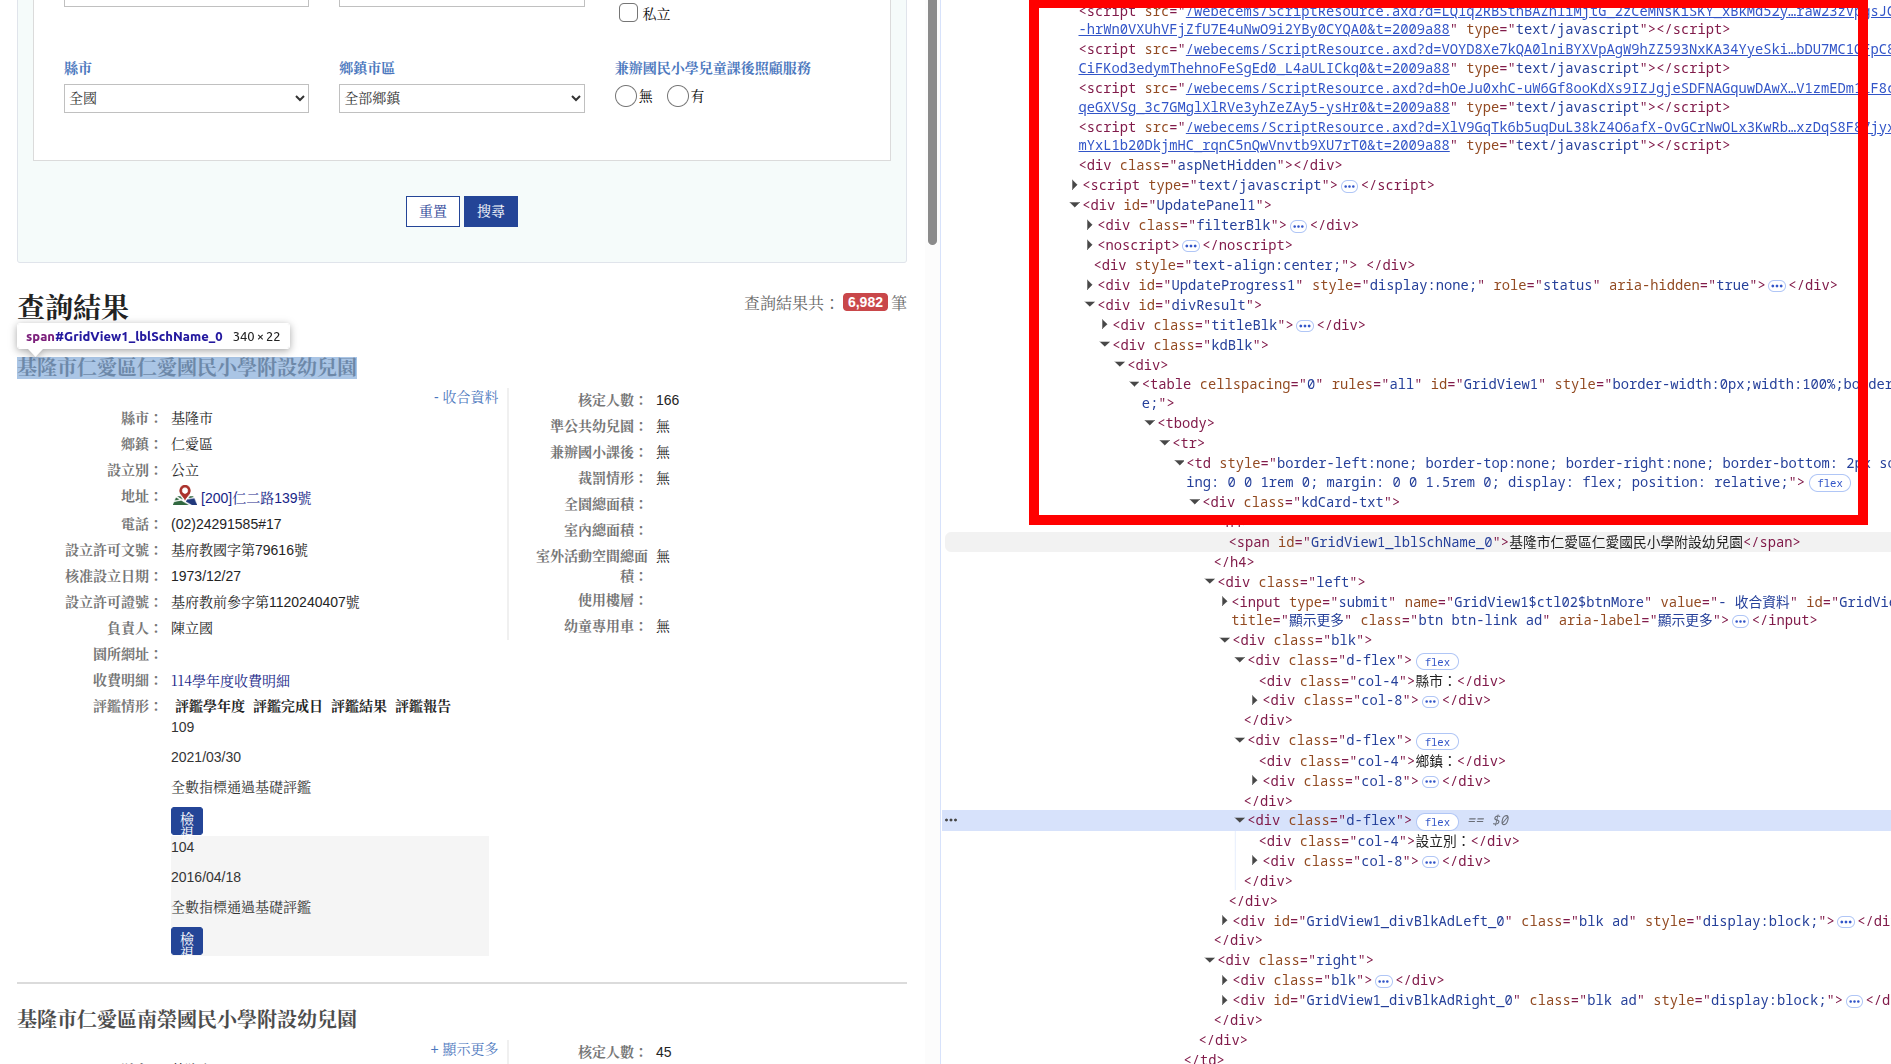 私立
縣市
鄉鎮市區
兼辦國民小學兒童課後照顧服務
全國
全部鄉鎮
無
有
重置
搜尋
查詢結果
查詢結果共： 6,982 筆
span#GridView1_lblSchName_0 340 × 22
基隆市仁愛區仁愛國民小學附設幼兒園
- 收合資料
縣市： 基隆市
鄉鎮： 仁愛區
設立別： 公立
地址： [200]仁二路139號
電話： (02)24291585#17
設立許可文號： 基府教國字第79616號
核准設立日期： 1973/12/27
設立許可證號： 基府教前參字第1120240407號
負責人： 陳立國
園所網址：
收費明細： 114學年度收費明細
評鑑情形： 評鑑學年度 評鑑完成日 評鑑結果 評鑑報告
109
2021/03/30
全數指標通過基礎評鑑
檢視
104
2016/04/18
全數指標通過基礎評鑑
檢視
核定人數： 166
準公共幼兒園： 無
兼辦國小課後： 無
裁罰情形： 無
全園總面積：
室內總面積：
室外活動空間總面 無
積：
使用樓層：
幼童專用車： 無
基隆市仁愛區南榮國民小學附設幼兒園
+ 顯示更多
核定人數： 45
-hrWn0VXUhVFjZfU7E4uNwO9i2YBy0CYQA0&t=2009a88" type="text/javascript"></script>
<script src="/webecems/ScriptResource.axd?d=VOYD8Xe7kQA0lniBYXVpAgW9hZZ593NxKA34YyeSki…bDU7MC1
CiFKod3edymThehnoFeSgEd0_L4aULICkq0&t=2009a88" type="text/javascript"></script>
<script src="/webecems/ScriptResource.axd?d=hOeJu0xhC-uW6Gf8ooKdXs9IZJgjeSDFNAGquwDAwX…V1zmEDm
qeGXVSg_3c7GMglXlRVe3yhZeZAy5-ysHr0&t=2009a88" type="text/javascript"></script>
<script src="/webecems/ScriptResource.axd?d=XlV9GqTk6b5uqDuL38kZ4O6afX-OvGCrNwOLx3KwRb…xzDqS8F
mYxL1b20DkjmHC_rqnC5nQwVnvtb9XU7rT0&t=2009a88" type="text/javascript"></script>
<div class="aspNetHidden"></div>
<script type="text/javascript">…</script>
<div id="UpdatePanel1">
<div class="filterBlk">…</div>
<noscript>…</noscript>
<div style="text-align:center;"> </div>
<div id="UpdateProgress1" style="display:none;" role="status" aria-hidden="true">…</div>
<div id="divResult">
<div class="titleBlk">…</div>
<div class="kdBlk">
<div>
<table cellspacing="0" rules="all" id="GridView1" style="border-width:0px;width:100%;border
e;">
<tbody>
<tr>
<td style="border-left:none; border-top:none; border-right:none; border-bottom: 2px so
ing: 0 0 1rem 0; margin: 0 0 1.5rem 0; display: flex; position: relative;"> flex
<div class="kdCard-txt">
<span id="GridView1_lblSchName_0">基隆市仁愛區仁愛國民小學附設幼兒園</span>
</h4>
<div class="left">
<input type="submit" name="GridView1$ctl02$btnMore" value="- 收合資料" id="GridVie
title="顯示更多" class="btn btn-link ad" aria-label="顯示更多">…</input>
<div class="blk">
<div class="d-flex"> flex
<div class="col-4">縣市：</div>
<div class="col-8">…</div>
</div>
<div class="d-flex"> flex
<div class="col-4">鄉鎮：</div>
<div class="col-8">…</div>
</div>
… <div class="d-flex"> flex == $0
<div class="col-4">設立別：</div>
<div class="col-8">…</div>
</div>
</div>
<div id="GridView1_divBlkAdLeft_0" class="blk ad" style="display:block;">…</di
</div>
<div class="right">
<div class="blk">…</div>
<div id="GridView1_divBlkAdRight_0" class="blk ad" style="display:block;">…</d
</div>
</div>
</td>